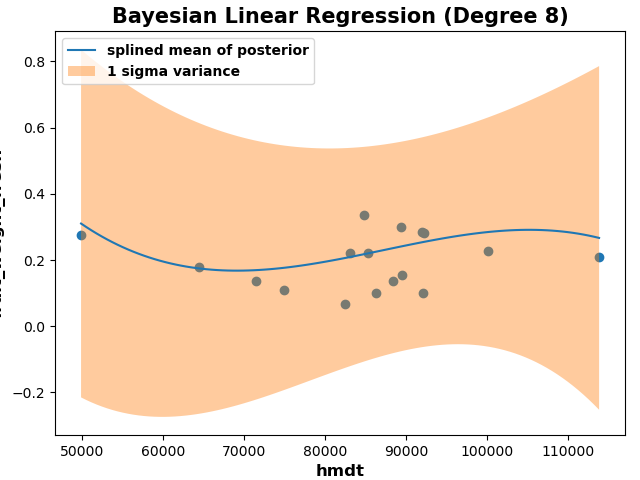 Bayesian Linear Regression (Degree 8)
splined mean of posterior
1 sigma variance
0.8
0.6
0.4
0.2
0.0
−0.2
50000 60000 70000 80000 90000 100000 110000
hmdt